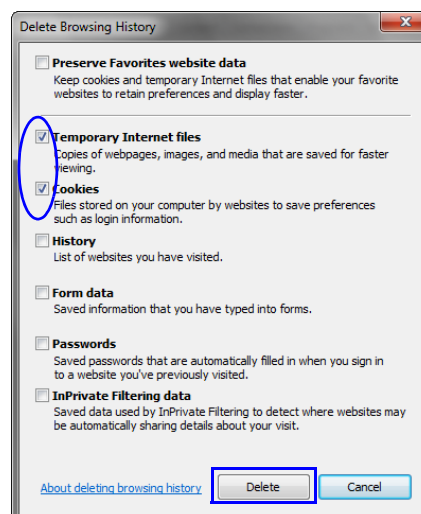 Delete Browsing History
X
Preserve Favorites website data
Keep cookies and temporary Internet files that enable your favorite
websites to retain preferences and display faster.
Temporary Internet files
Copies of webpages, images, and media that are saved for faster
viewing.
Cookies
Files stored on your computer by websites to save preferences
such as login information.
History
List of websites you have visited.
Form data
Saved information that you have typed into forms.
Passwords
Saved passwords that are automatically filled in when you sign in
to a website you've previously visited.
InPrivate Filtering data
Saved data used by InPrivate Filtering to detect where websites may
be automatically sharing details about your visit.
About deleting browsing history Delete Cancel